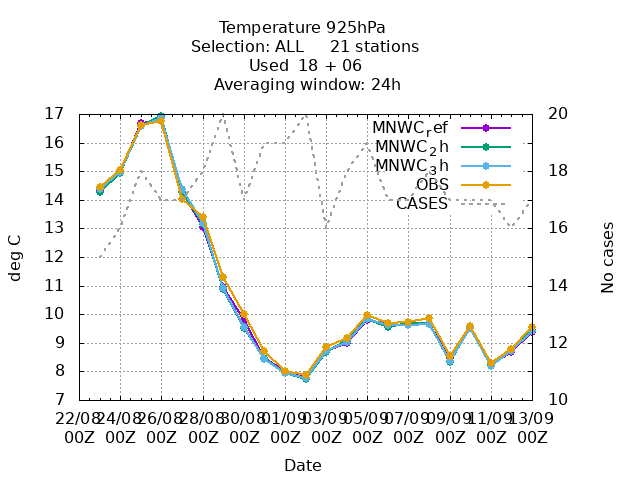 Temperature 925hPa
Selection: ALL 21 stations
Used 18 + 06
Averaging window: 24h
17
16
15
14
13
12
11
10
9
8
7
deg C
20
18
16
14
12
10
No cases
MNWCref
MNWC2h
MNWC3h
OBS
CASES
22/08 24/08 26/08 28/08 30/08 01/09 03/09 05/09 07/09 09/09 11/09 13/09
00Z 00Z 00Z 00Z 00Z 00Z 00Z 00Z 00Z 00Z 00Z 00Z
Date